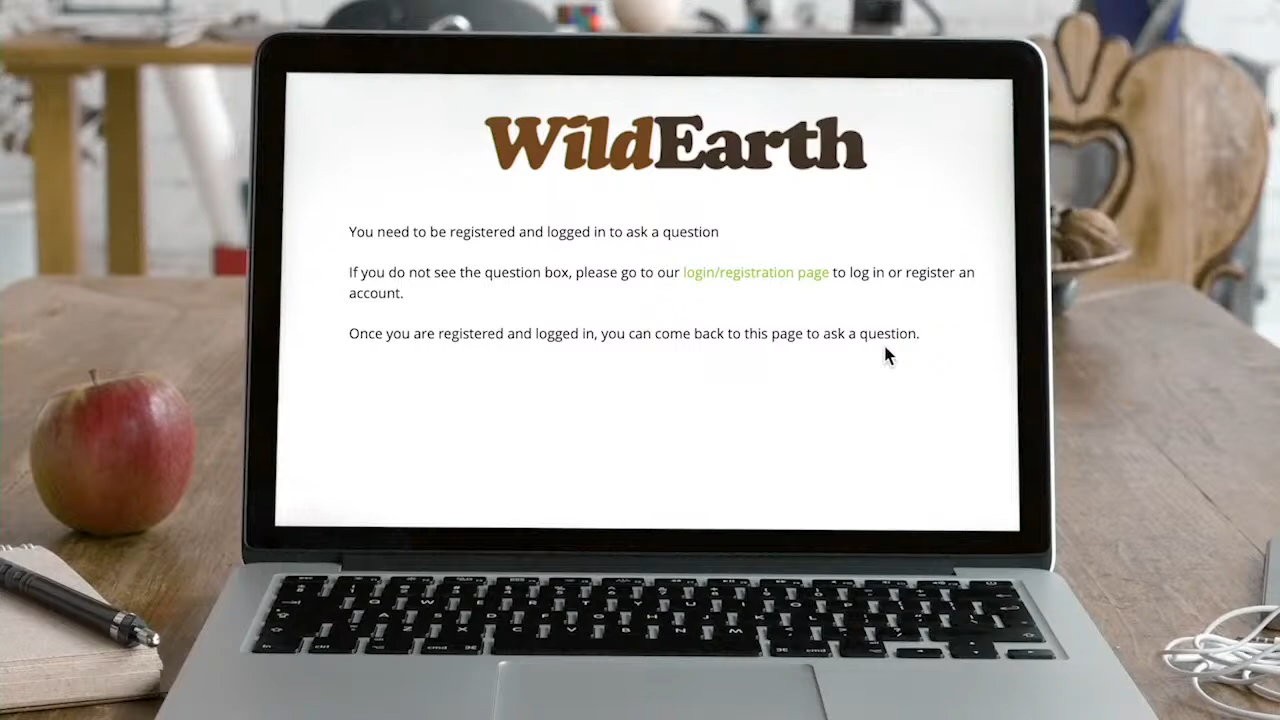 WildEarth
You need to be registered and logged in to ask a question
If you do not see the question box, please go to our login/registration page to log in or register an
account.
Once you are registered and logged in, you can come back to this page to ask a question.